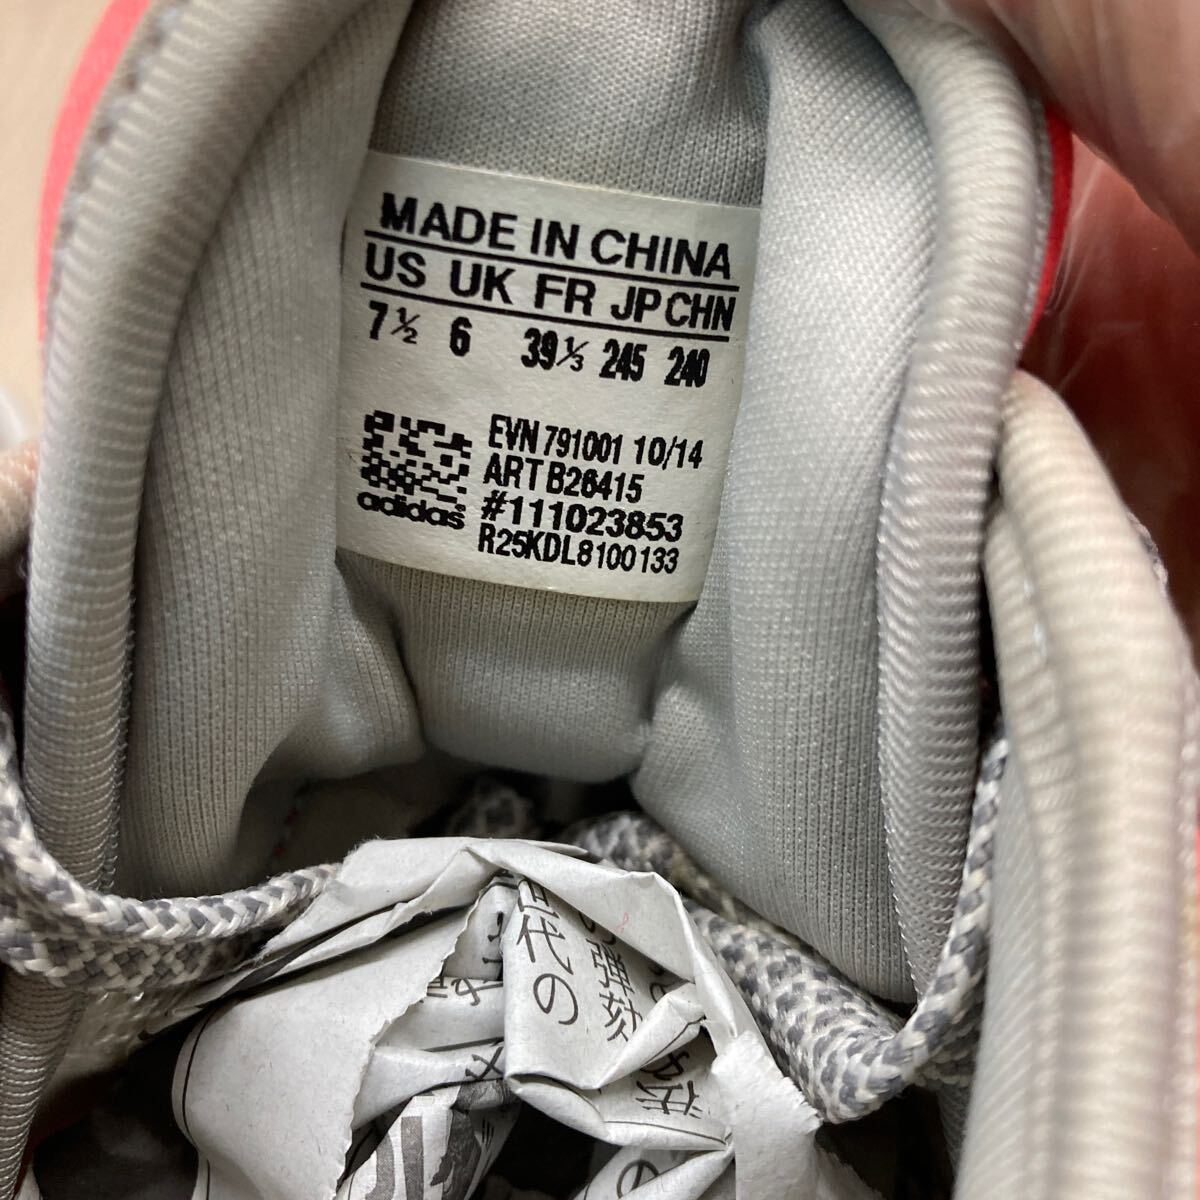 MADE IN CHINA
US UK FR JP CHN
7½ 6 39⅓ 245 240
EVN 791001 10/14
ART B26415
#111023853
R25KDL8100133
adidas
代の